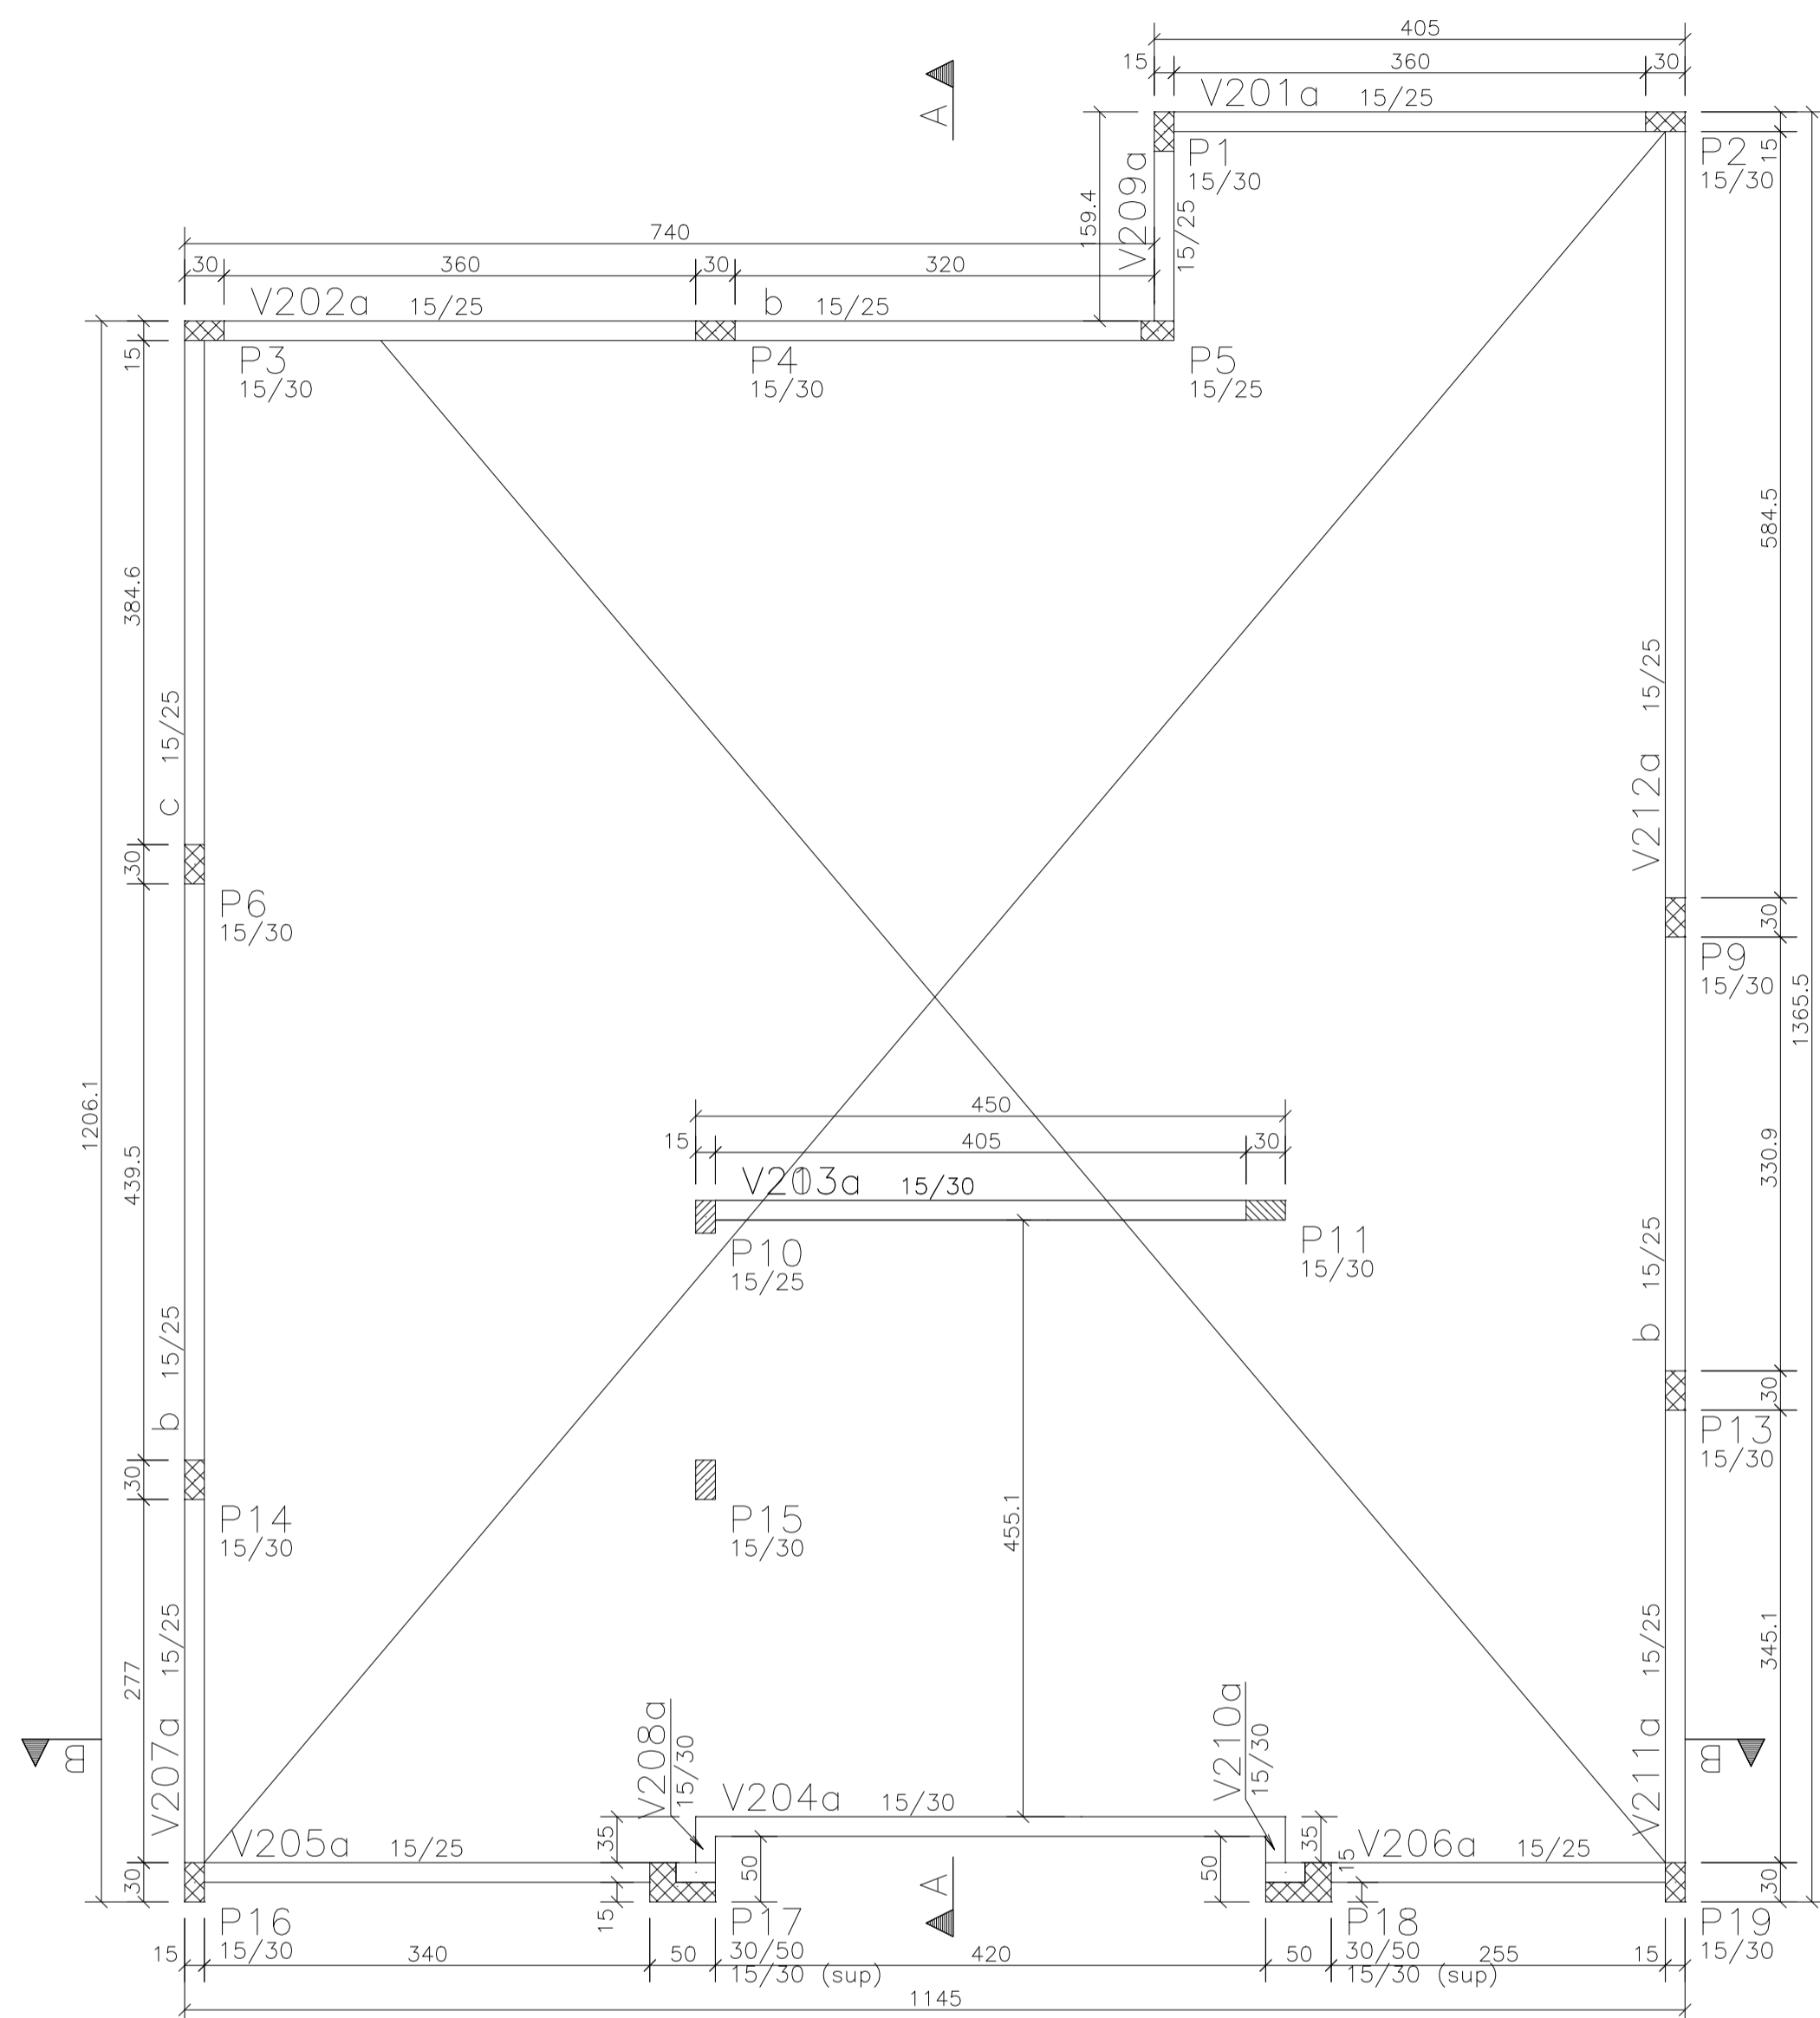 405
15 360 30
A
V201a 15/25
P1
15/30
P2
15/30
15
V209a
15/25
159.4
740
30 360 30 320
V202a 15/25 b 15/25
15
P3
15/30
P4
15/30
P5
15/25
584.5
384.6
c 15/25
V212a 15/25
30
P6
15/30
30
P9
15/30
1365.5
1206.1
450
15 405 30
439.5
V203a 15/30
330.9
P10
15/25
P11
15/30
b 15/25
b 15/25
30
P13
15/30
30
P14
15/30
P15
15/30
455.1
277
V207a 15/25
345.1
V211a 15/25
B
B
V208a
15/30
V210a
15/30
V204a 15/30
35
35
V205a 15/25
V206a 15/25
30
50
50
15
30
15
A
P16
15/30
P17
30/50
15/30 (sup)
P18
30/50
15/30 (sup)
P19
15/30
15 340 50 420 50 255 15
1145